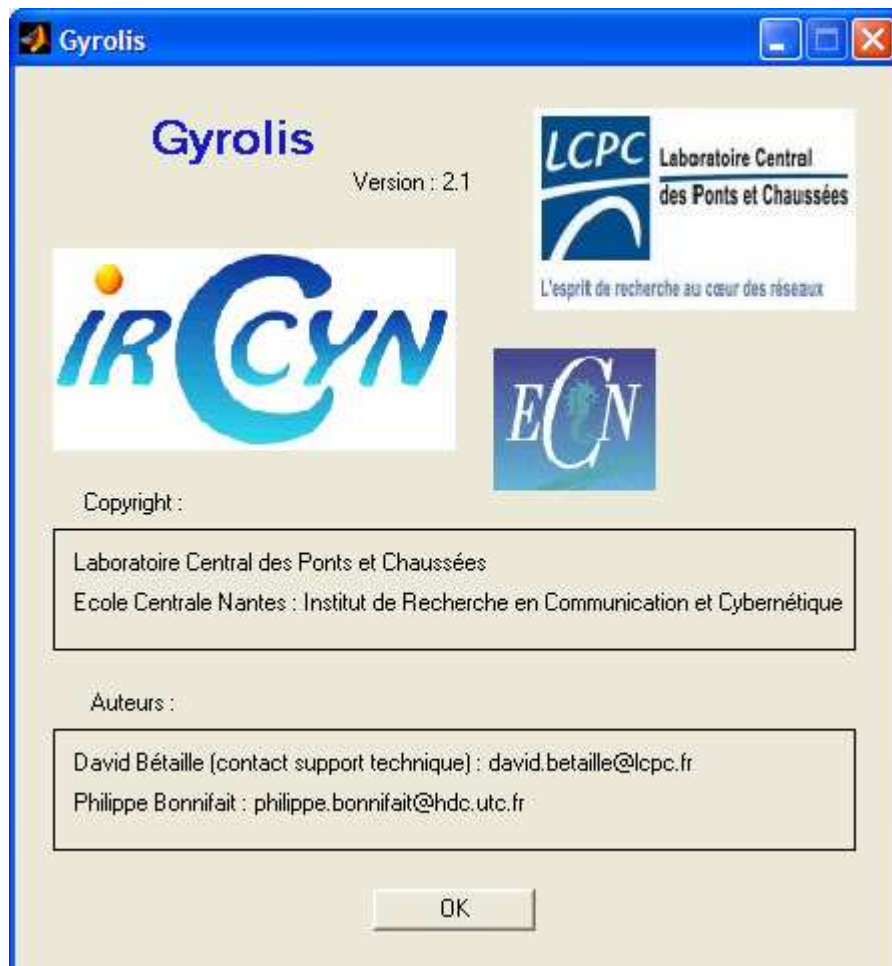 Gyrolis
Gyrolis
Version : 2.1
LCPC
Laboratoire Central
des Ponts et Chaussées
L'esprit de recherche au cœur des réseaux
IRCCYN
ECN
Copyright :
Laboratoire Central des Ponts et Chaussées
Ecole Centrale Nantes : Institut de Recherche en Communication et Cybernétique
Auteurs :
David Bétaille (contact support technique) : david.betaille@lcpc.fr
Philippe Bonnifait : philippe.bonnifait@hdc.utc.fr
OK